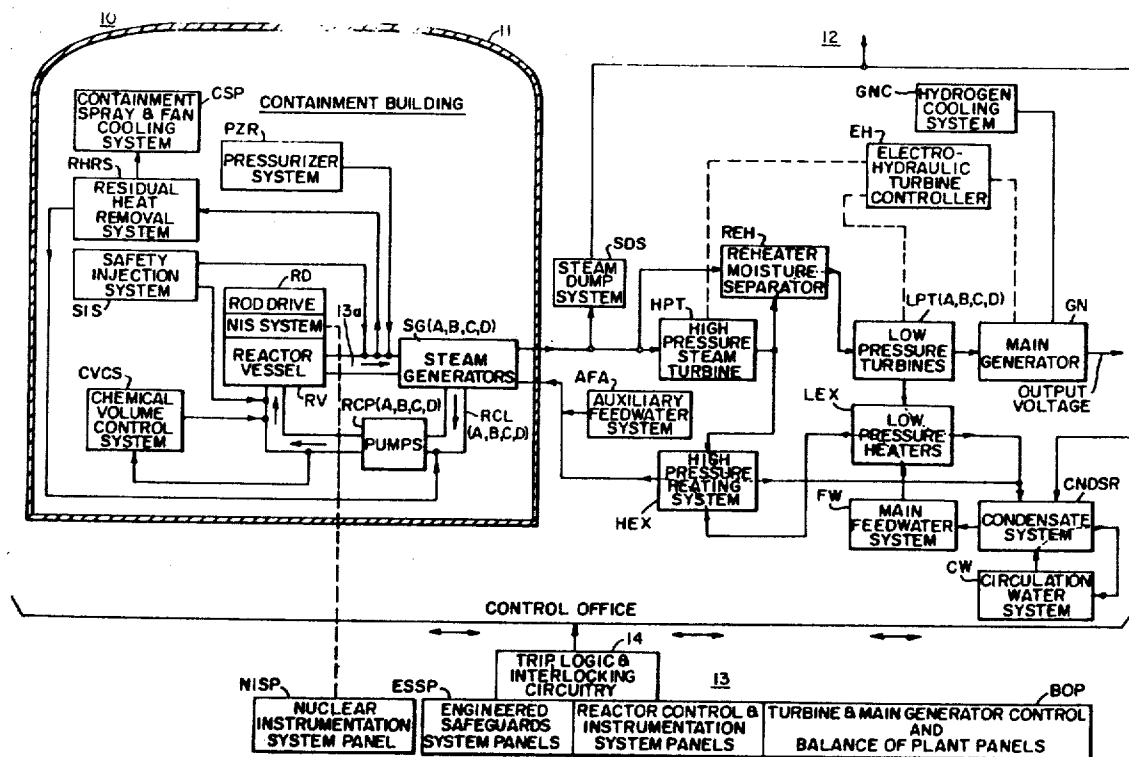 10
11
12
CSP
CONTAINMENT
SPRAY & FAN
COOLING
SYSTEM
CONTAINMENT BUILDING
GNC
HYDROGEN
COOLING
SYSTEM
PZR
PRESSURIZER
SYSTEM
EH
ELECTRO-
HYDRAULIC
TURBINE
CONTROLLER
RHRS
RESIDUAL
HEAT
REMOVAL
SYSTEM
SAFETY
INJECTION
SYSTEM
SIS
SDS
STEAM
DUMP
SYSTEM
REH
REHEATER
MOISTURE
SEPARATOR
RD
ROD DRIVE
NIS SYSTEM
REACTOR
VESSEL
RV
13a
SG(A,B,C,D)
STEAM
GENERATORS
HPT
HIGH
PRESSURE
STEAM
TURBINE
LPT(A,B,C,D)
LOW
PRESSURE
TURBINES
GN
MAIN
GENERATOR
OUTPUT
VOLTAGE
CVCS
CHEMICAL
VOLUME
CONTROL
SYSTEM
RCP(A,B,C,D)
PUMPS
RCL
(A,B,C,D)
AFA
AUXILIARY
FEEDWATER
SYSTEM
LEX
LOW
PRESSURE
HEATERS
HIGH
PRESSURE
HEATING
SYSTEM
HEX
FW
MAIN
FEEDWATER
SYSTEM
CNDSR
CONDENSATE
SYSTEM
CW
CIRCULATION
WATER
SYSTEM
CONTROL OFFICE
14
TRIP LOGIC &
INTERLOCKING
CIRCUITRY
13
NISP
NUCLEAR
INSTRUMENTATION
SYSTEM PANEL
ESSP
ENGINEERED
SAFEGUARDS
SYSTEM PANELS
REACTOR CONTROL &
INSTRUMENTATION
SYSTEM PANELS
BOP
TURBINE & MAIN GENERATOR CONTROL
AND
BALANCE OF PLANT PANELS